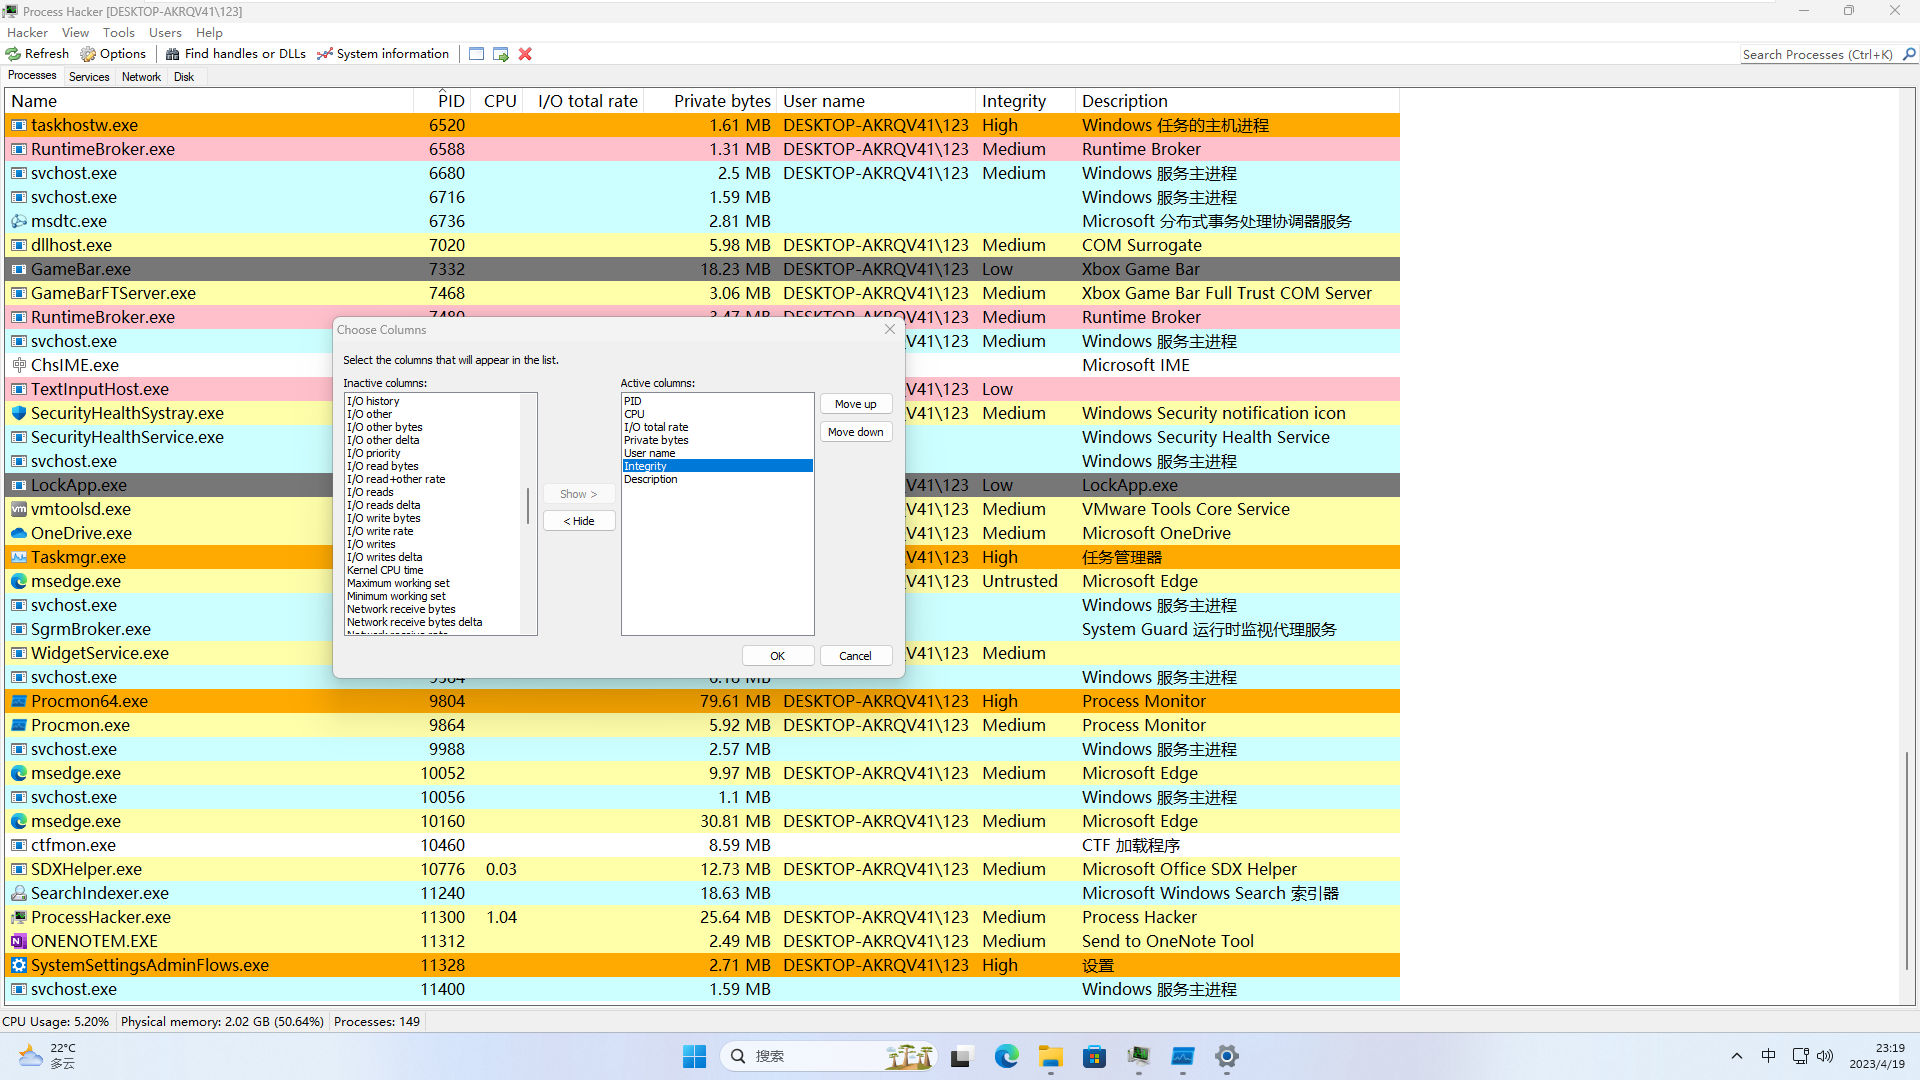 Process Hacker [DESKTOP-AKRQV41\123]
Hacker View Tools Users Help
Refresh Options Find handles or DLLs System information Search Processes (Ctrl+K)
Processes Services Network Disk
Name PID CPU I/O total rate Private bytes User name Integrity Description
taskhostw.exe 6520 1.61 MB DESKTOP-AKRQV41\123 High Windows 任务的主机进程
RuntimeBroker.exe 6588 1.31 MB DESKTOP-AKRQV41\123 Medium Runtime Broker
svchost.exe 6680 2.5 MB DESKTOP-AKRQV41\123 Medium Windows 服务主进程
svchost.exe 6716 1.59 MB Windows 服务主进程
msdtc.exe 6736 2.81 MB Microsoft 分布式事务处理协调器服务
dllhost.exe 7020 5.98 MB DESKTOP-AKRQV41\123 Medium COM Surrogate
GameBar.exe 7332 18.23 MB DESKTOP-AKRQV41\123 Low Xbox Game Bar
GameBarFTServer.exe 7468 3.06 MB DESKTOP-AKRQV41\123 Medium Xbox Game Bar Full Trust COM Server
RuntimeBroker.exe 7480 3.47 MB DESKTOP-AKRQV41\123 Medium Runtime Broker
svchost.exe V41\123 Medium Windows 服务主进程
ChsIME.exe Microsoft IME
TextInputHost.exe V41\123 Low
SecurityHealthSystray.exe V41\123 Medium Windows Security notification icon
SecurityHealthService.exe Windows Security Health Service
svchost.exe Windows 服务主进程
LockApp.exe V41\123 Low LockApp.exe
vmtoolsd.exe V41\123 Medium VMware Tools Core Service
OneDrive.exe V41\123 Medium Microsoft OneDrive
Taskmgr.exe V41\123 High 任务管理器
msedge.exe V41\123 Untrusted Microsoft Edge
svchost.exe Windows 服务主进程
SgrmBroker.exe System Guard 运行时监视代理服务
WidgetService.exe V41\123 Medium
svchost.exe Windows 服务主进程
Procmon64.exe 9804 79.61 MB DESKTOP-AKRQV41\123 High Process Monitor
Procmon.exe 9864 5.92 MB DESKTOP-AKRQV41\123 Medium Process Monitor
svchost.exe 9988 2.57 MB Windows 服务主进程
msedge.exe 10052 9.97 MB DESKTOP-AKRQV41\123 Medium Microsoft Edge
svchost.exe 10056 1.1 MB Windows 服务主进程
msedge.exe 10160 30.81 MB DESKTOP-AKRQV41\123 Medium Microsoft Edge
ctfmon.exe 10460 8.59 MB CTF 加载程序
SDXHelper.exe 10776 0.03 12.73 MB DESKTOP-AKRQV41\123 Medium Microsoft Office SDX Helper
SearchIndexer.exe 11240 18.63 MB Microsoft Windows Search 索引器
ProcessHacker.exe 11300 1.04 25.64 MB DESKTOP-AKRQV41\123 Medium Process Hacker
ONENOTEM.EXE 11312 2.49 MB DESKTOP-AKRQV41\123 Medium Send to OneNote Tool
SystemSettingsAdminFlows.exe 11328 2.71 MB DESKTOP-AKRQV41\123 High 设置
svchost.exe 11400 1.59 MB Windows 服务主进程
Choose Columns
Select the columns that will appear in the list.
Inactive columns:
I/O history
I/O other
I/O other bytes
I/O other delta
I/O priority
I/O read bytes
I/O read+other rate
I/O reads
I/O reads delta
I/O write bytes
I/O write rate
I/O writes
I/O writes delta
Kernel CPU time
Maximum working set
Minimum working set
Network receive bytes
Network receive bytes delta
Show >
< Hide
Active columns:
PID
CPU
I/O total rate
Private bytes
User name
Integrity
Description
Move up
Move down
OK Cancel
CPU Usage: 5.20% Physical memory: 2.02 GB (50.64%) Processes: 149
22°C
多云
搜索
中
23:19
2023/4/19